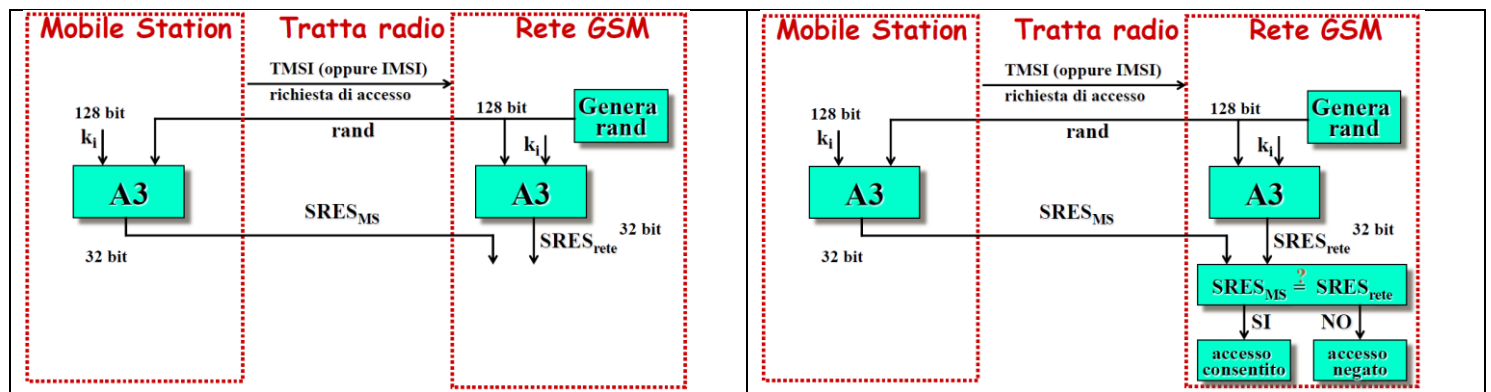 Mobile Station Tratta radio Rete GSM
TMSI (oppure IMSI)
richiesta di accesso
128 bit
128 bit
Genera
rand
rand
ki
ki
A3
A3
SRESMS
32 bit
SRESrete
32 bit
Mobile Station Tratta radio Rete GSM
TMSI (oppure IMSI)
richiesta di accesso
128 bit
128 bit
Genera
rand
rand
ki
ki
A3
A3
SRESMS
32 bit
SRESrete
32 bit
?
SRESMS = SRESrete
SI NO
accesso
consentito
accesso
negato